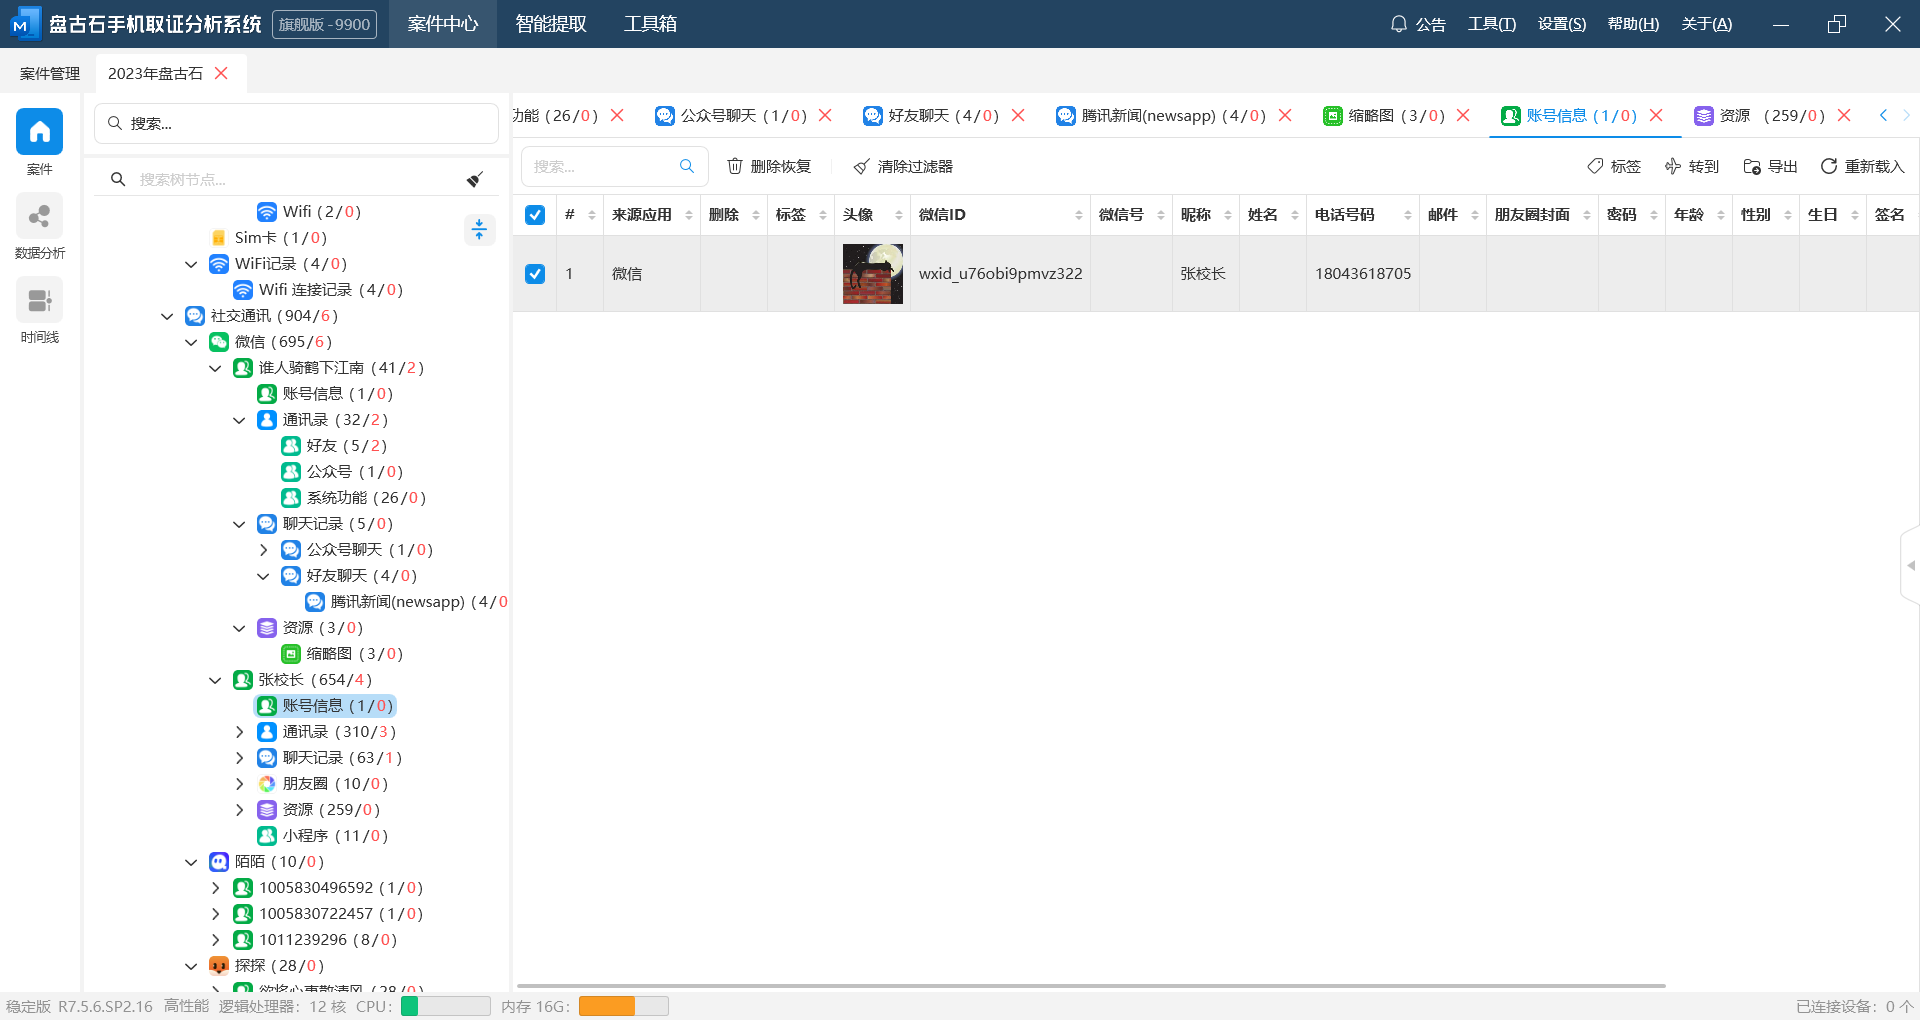 盘古石手机取证分析系统 旗舰版 - 9900 案件中心 智能提取 工具箱 公告 工具(T) 设置(S) 帮助(H) 关于(A)
案件管理 2023年盘古石
案件
数据分析
时间线
搜索...
搜索树节点...
Wifi (2/0)
Sim卡 (1/0)
WiFi记录 (4/0)
Wifi 连接记录 (4/0)
社交通讯 (904/6)
微信 (695/6)
谁人骑鹤下江南 (41/2)
账号信息 (1/0)
通讯录 (32/2)
好友 (5/2)
公众号 (1/0)
系统功能 (26/0)
聊天记录 (5/0)
公众号聊天 (1/0)
好友聊天 (4/0)
腾讯新闻(newsapp) (4/0
资源 (3/0)
缩略图 (3/0)
张校长 (654/4)
账号信息 (1/0)
通讯录 (310/3)
聊天记录 (63/1)
朋友圈 (10/0)
资源 (259/0)
小程序 (11/0)
陌陌 (10/0)
1005830496592 (1/0)
1005830722457 (1/0)
1011239296 (8/0)
探探 (28/0)
功能 (26/0) 公众号聊天 (1/0) 好友聊天 (4/0) 腾讯新闻(newsapp) (4/0) 缩略图 (3/0) 账号信息 (1/0) 资源 (259/0)
搜索... 删除恢复 清除过滤器 标签 转到 导出 重新载入
# 来源应用 删除 标签 头像 微信ID 微信号 昵称 姓名 电话号码 邮件 朋友圈封面 密码 年龄 性别 生日 签名
1 微信 wxid_u76obi9pmvz322 张校长 18043618705
稳定版 R7.5.6.SP2.16 高性能 逻辑处理器: 12 核 CPU: 内存 16G: 已连接设备: 0 个